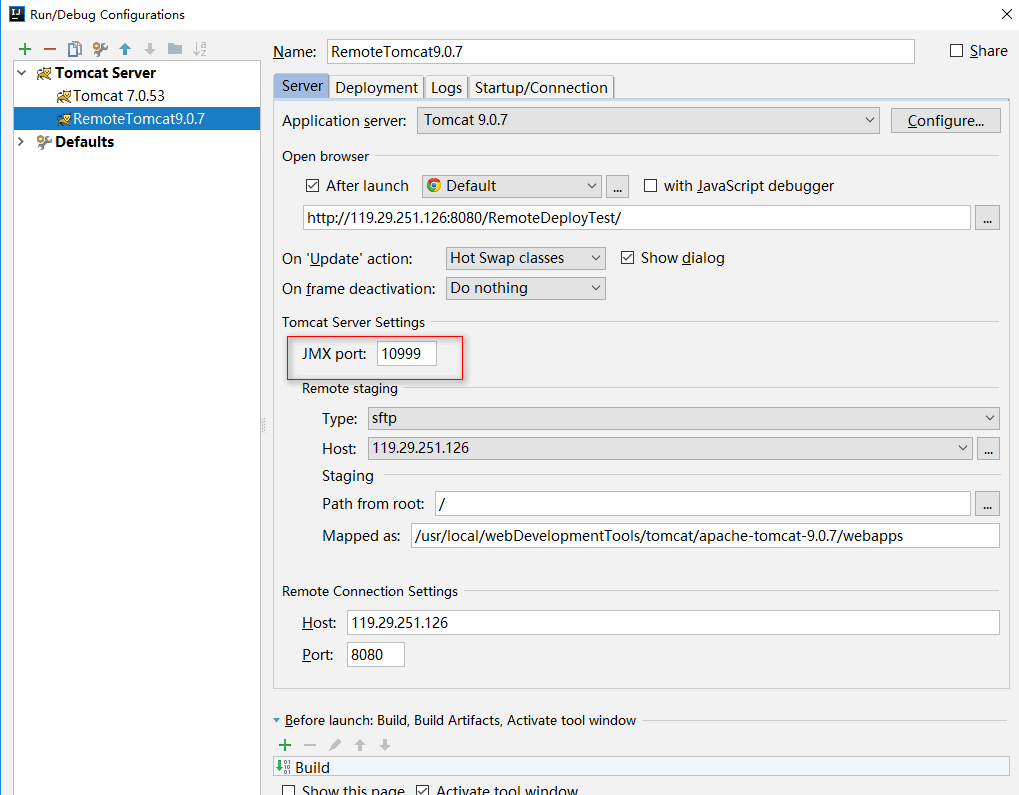 Run/Debug Configurations
Tomcat Server
Tomcat 7.0.53
RemoteTomcat9.0.7
Defaults
Name: RemoteTomcat9.0.7 Share
Server Deployment Logs Startup/Connection
Application server: Tomcat 9.0.7 Configure...
Open browser
After launch Default ... with JavaScript debugger
http://119.29.251.126:8080/RemoteDeployTest/ ...
On 'Update' action: Hot Swap classes Show dialog
On frame deactivation: Do nothing
Tomcat Server Settings
JMX port: 10999
Remote staging
Type: sftp
Host: 119.29.251.126 ...
Staging
Path from root: / ...
Mapped as: /usr/local/webDevelopmentTools/tomcat/apache-tomcat-9.0.7/webapps
Remote Connection Settings
Host: 119.29.251.126
Port: 8080
Before launch: Build, Build Artifacts, Activate tool window
Build
Show this page Activate tool window